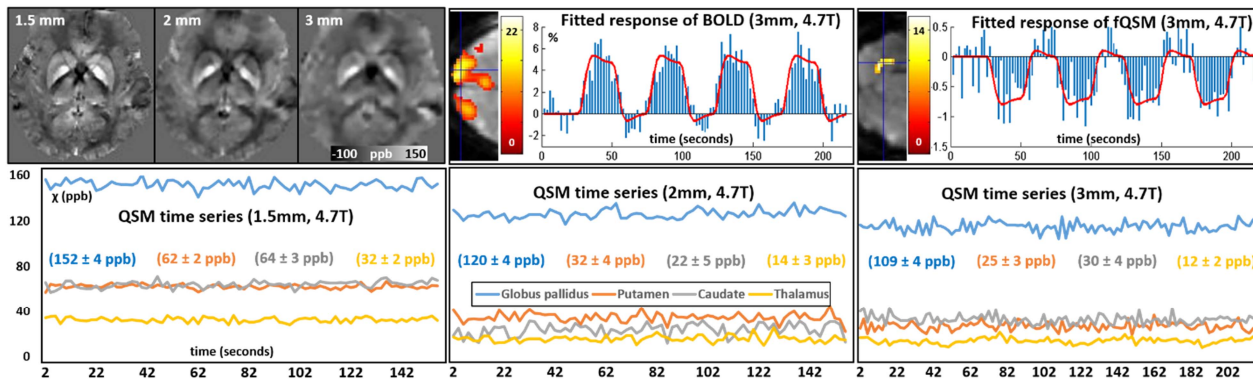 1.5 mm
2 mm
3 mm
-100 ppb 150
22
0
Fitted response of BOLD (3mm, 4.7T)
%
8
6
4
2
0
-2
time (seconds)
0 50 100 150 200
14
0
Fitted response of fQSM (3mm, 4.7T)
0.5
0
-0.5
-1
1.5
time (seconds)
0 50 100 150 200
160
120
80
40
0
χ (ppb)
QSM time series (1.5mm, 4.7T)
(152 ± 4 ppb) (62 ± 2 ppb) (64 ± 3 ppb) (32 ± 2 ppb)
time (seconds)
2 22 42 62 82 102 122 142
QSM time series (2mm, 4.7T)
(120 ± 4 ppb) (32 ± 4 ppb) (22 ± 5 ppb) (14 ± 3 ppb)
Globus pallidus Putamen Caudate Thalamus
2 22 42 62 82 102 122 142
QSM time series (3mm, 4.7T)
(109 ± 4 ppb) (25 ± 3 ppb) (30 ± 4 ppb) (12 ± 2 ppb)
2 22 42 62 82 102 122 142 162 182 202